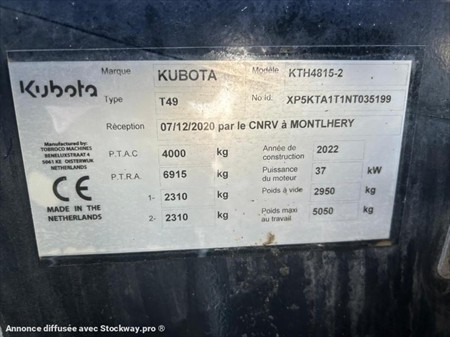 Kubota
Marque KUBOTA Modèle KTH4815-2
Type T49 No id. XP5KTA1T1NT035199
Réception 07/12/2020 par le CNRV à MONTLHERY
Manufactured by:
TOBROCO MACHINES
BENELUXSTRAAT 4
5061 KE OISTERWIJK
NETHERLANDS
CE
MADE IN THE
NETHERLANDS
P.T.A.C 4000 kg Année de construction 2022
P.T.R.A. 6915 kg Puissance du moteur 37 kW
1- 2310 kg Poids à vide 2950 kg
2- 2310 kg Poids maxi au travail 5050 kg
Annonce diffusée avec Stockway.pro ®